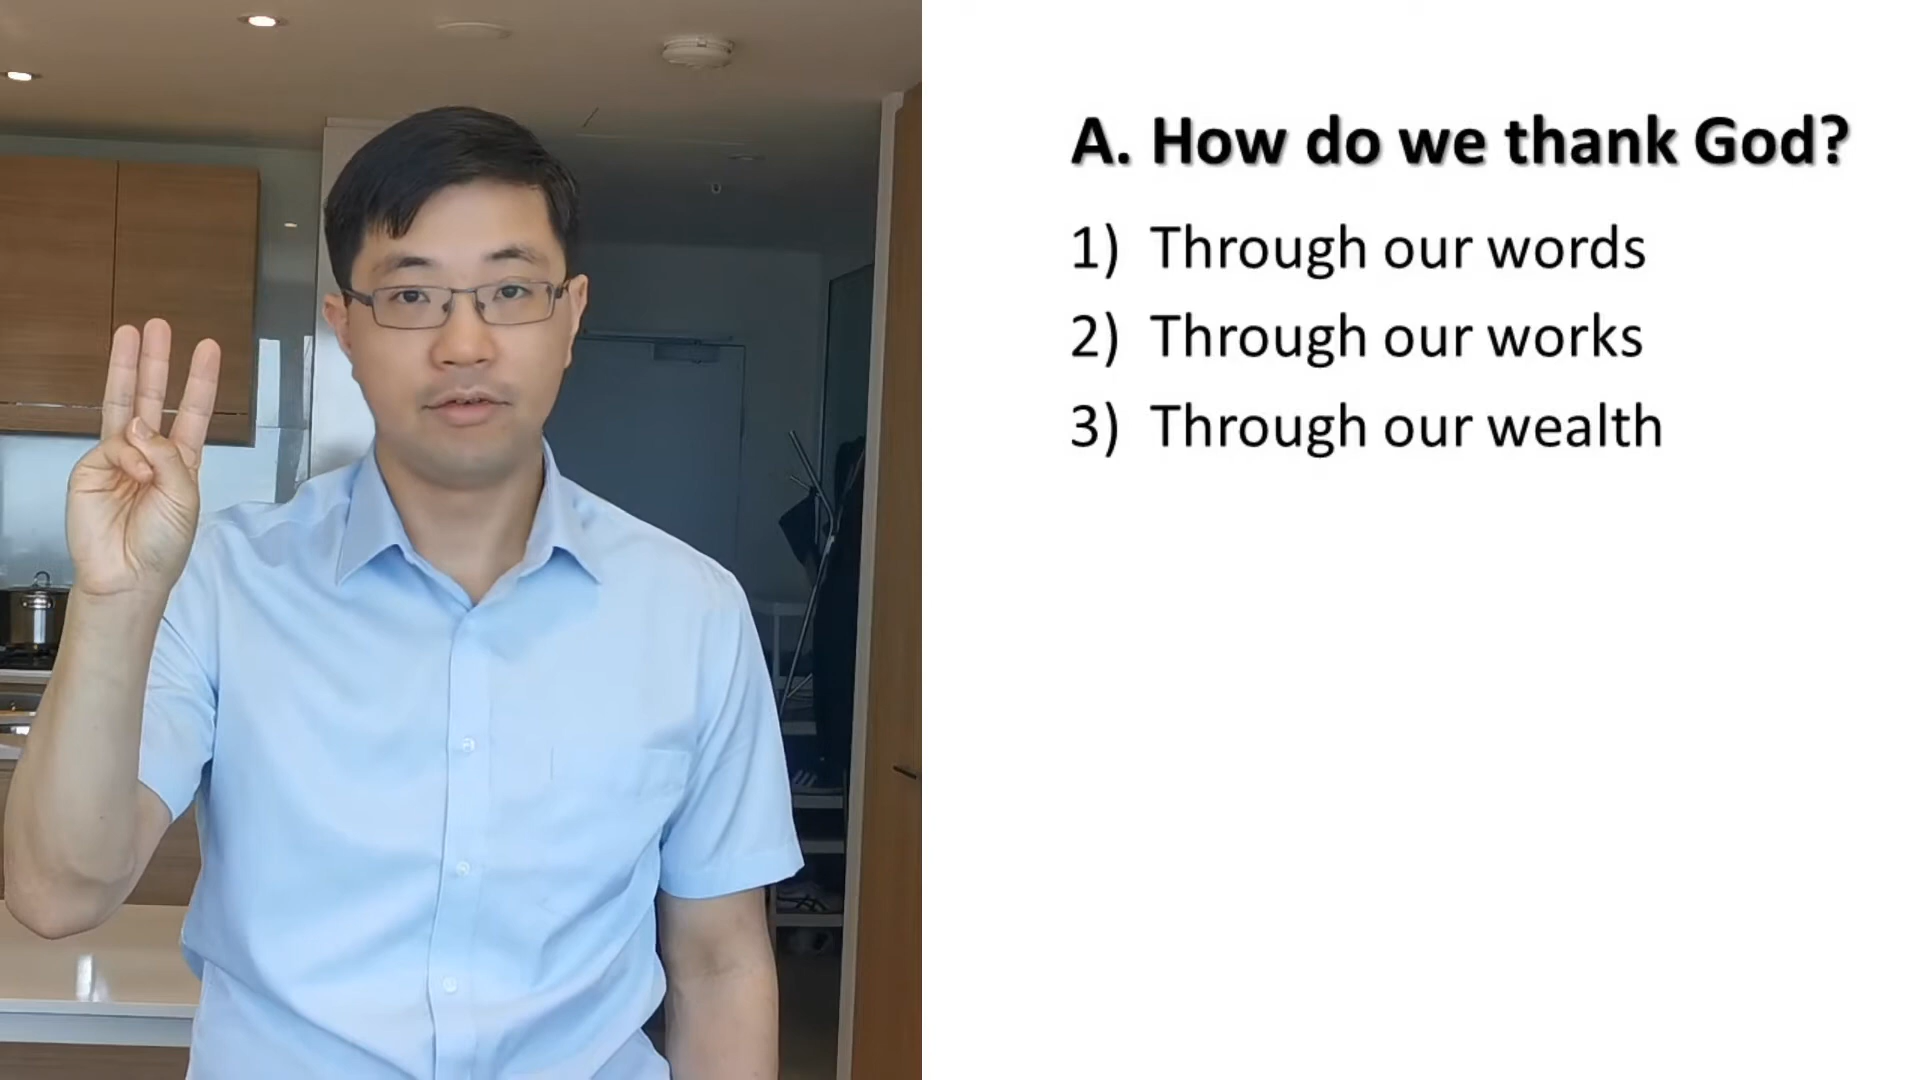 A. How do we thank God?
1) Through our words
2) Through our works
3) Through our wealth